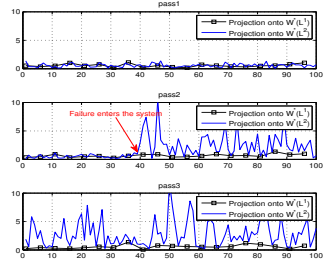 pass1
10
5
0
Projection onto W*(L¹)
Projection onto W*(L²)
0 10 20 30 40 50 60 70 80 90 100
pass2
10
5
0
Failure enters the system
Projection onto W*(L¹)
Projection onto W*(L²)
0 10 20 30 40 50 60 70 80 90 100
pass3
10
5
0
Projection onto W*(L¹)
Projection onto W*(L²)
0 10 20 30 40 50 60 70 80 90 100